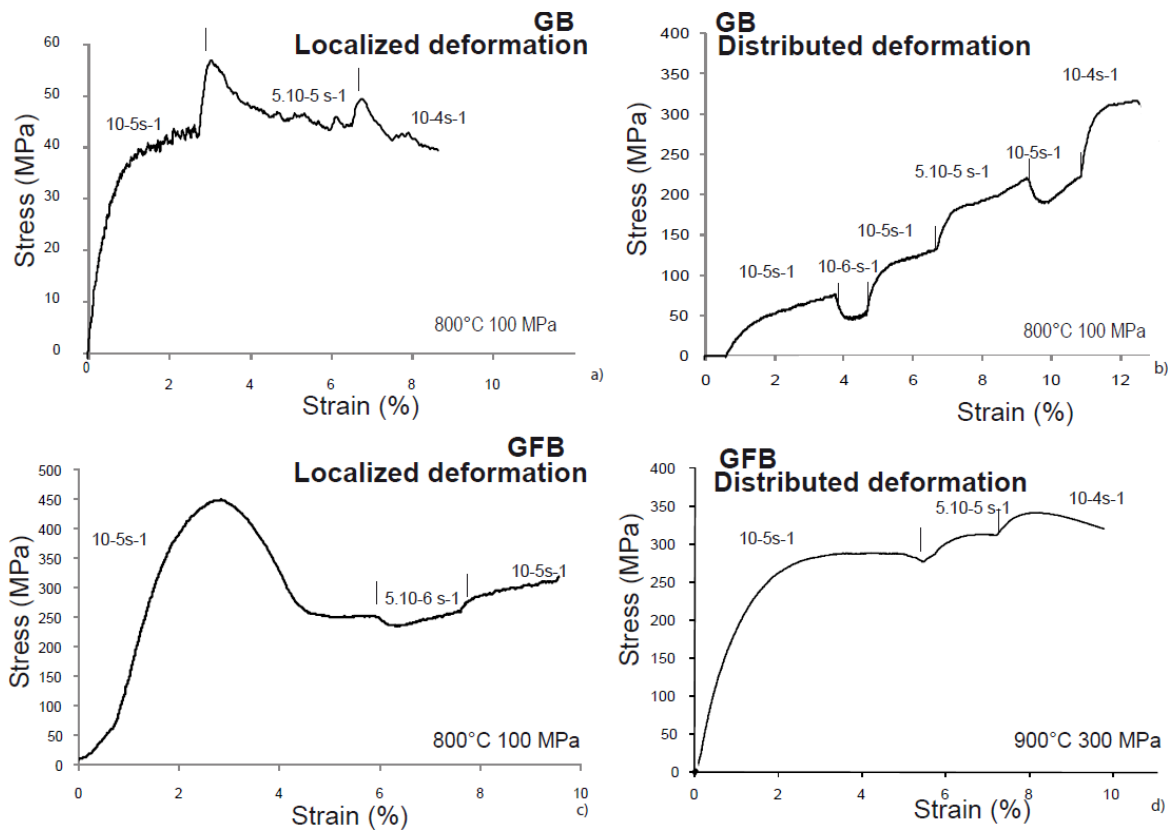 GB
Localized deformation
60
50
40
30
20
10
0
Stress (MPa)
10-5s-1
5.10-5 s-1
10-4s-1
800°C 100 MPa
0
2
4
6
8
10
Strain (%)
a)
GB
Distributed deformation
400
350
300
250
200
150
100
50
0
Stress (MPa)
10-5s-1
10-6-s-1
10-5s-1
5.10-5 s-1
10-5s-1
10-4s-1
800°C 100 MPa
0
2
4
6
8
10
12
Strain (%)
b)
GFB
Localized deformation
500
450
400
350
300
250
200
150
100
50
0
Stress (MPa)
10-5s-1
5.10-6 s-1
10-5s-1
800°C 100 MPa
0
2
4
6
8
10
Strain (%)
c)
GFB
Distributed deformation
400
350
300
250
200
150
100
50
0
Stress (MPa)
10-5s-1
5.10-5 s-1
10-4s-1
900°C 300 MPa
0
2
4
6
8
10
Strain (%)
d)